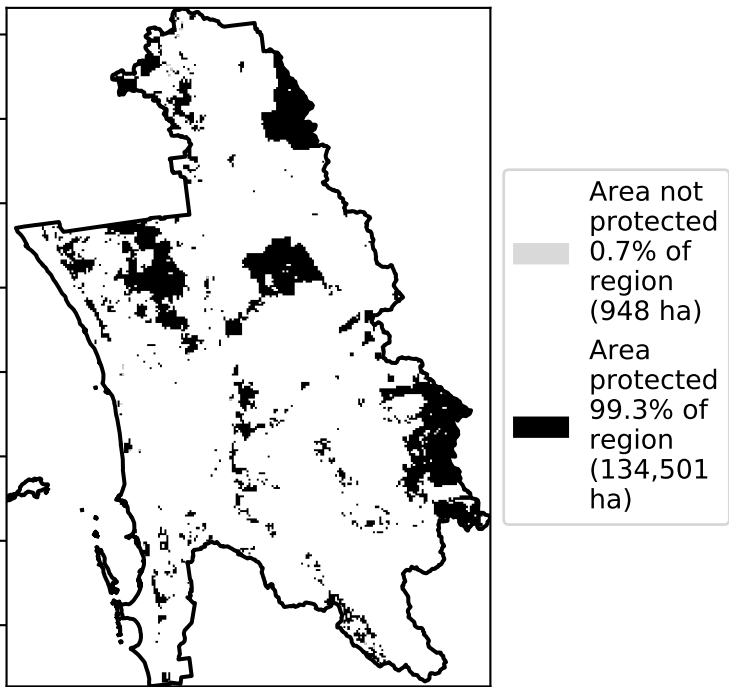 Area not
protected
0.7% of
region
(948 ha)
Area
protected
99.3% of
region
(134,501
ha)